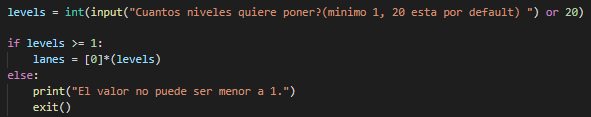 levels = int(input("Cuantos niveles quiere poner?(minimo 1, 20 esta por default) ") or 20)
if levels >= 1:
    lanes = [0]*(levels)
else:
    print("El valor no puede ser menor a 1.")
    exit()